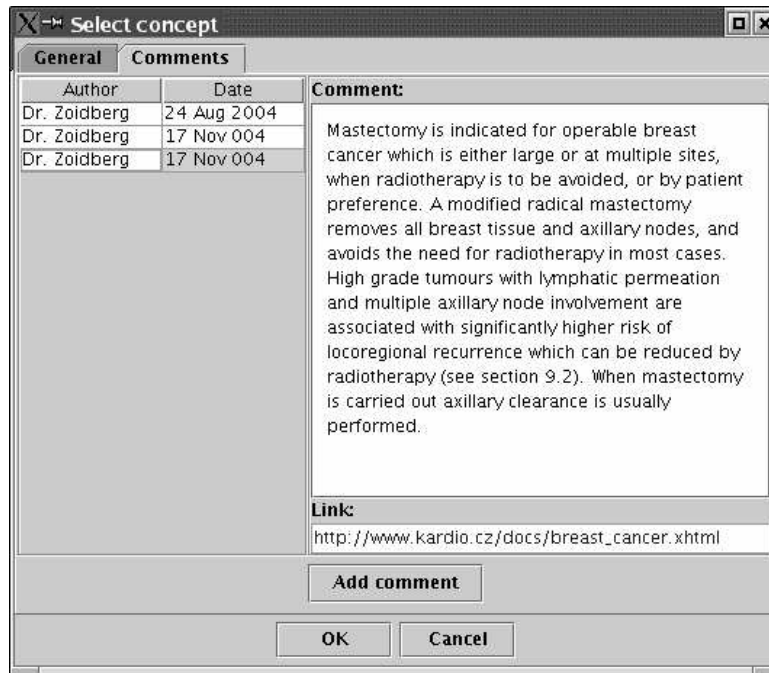 Select concept
General Comments
Author Date
Dr. Zoidberg 24 Aug 2004
Dr. Zoidberg 17 Nov 004
Dr. Zoidberg 17 Nov 004
Comment:
Mastectomy is indicated for operable breast
cancer which is either large or at multiple sites,
when radiotherapy is to be avoided, or by patient
preference. A modified radical mastectomy
removes all breast tissue and axillary nodes, and
avoids the need for radiotherapy in most cases.
High grade tumours with lymphatic permeation
and multiple axillary node involvement are
associated with significantly higher risk of
locoregional recurrence which can be reduced by
radiotherapy (see section 9.2). When mastectomy
is carried out axillary clearance is usually
performed.
Link:
http://www.kardio.cz/docs/breast_cancer.xhtml
Add comment
OK Cancel